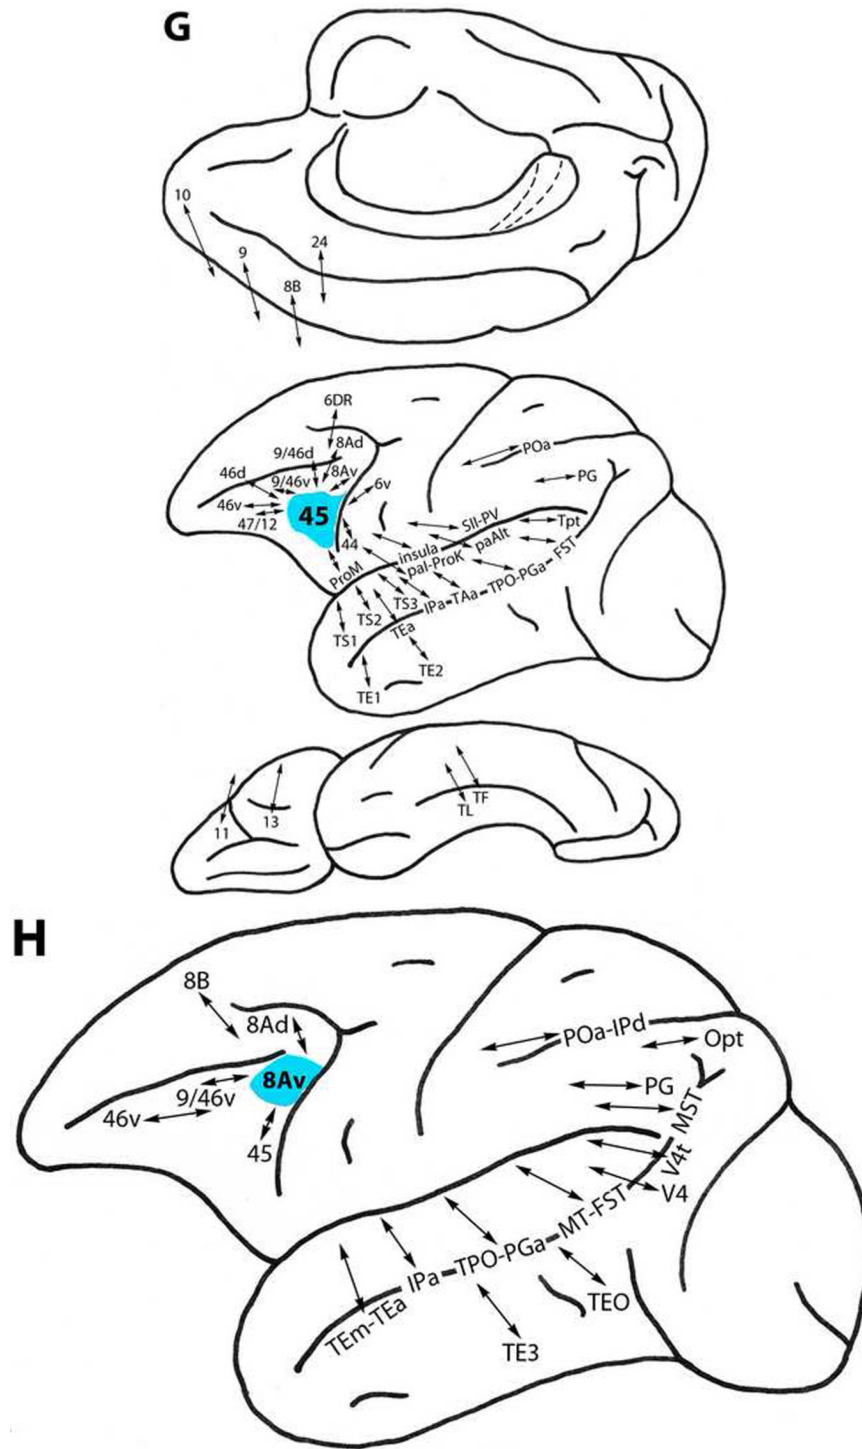 G
10
9
24
8B
6DR
8Ad
9/46d
46d
8Av
9/46v
6v
46v
45
47/12
44
ProM
insula
paI-ProK
SII-PV
paAlt
Tpt
POa
PG
FST
TPO-PGa
TAa
IPa
TS3
TS2
TS1
TEa
TE2
TE1
11
13
TL
TF
H
8B
8Ad
8Av
9/46v
46v
45
POa-IPd
Opt
PG
MST
V4t
V4
MT-FST
TPO-PGa
IPa
TEm-TEa
TEO
TE3